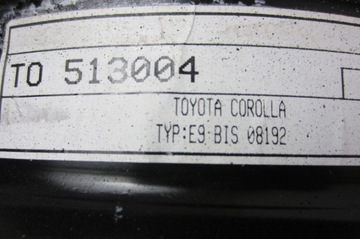 TO 513004
TOYOTA COROLLA
TYP:E9 BIS 08192